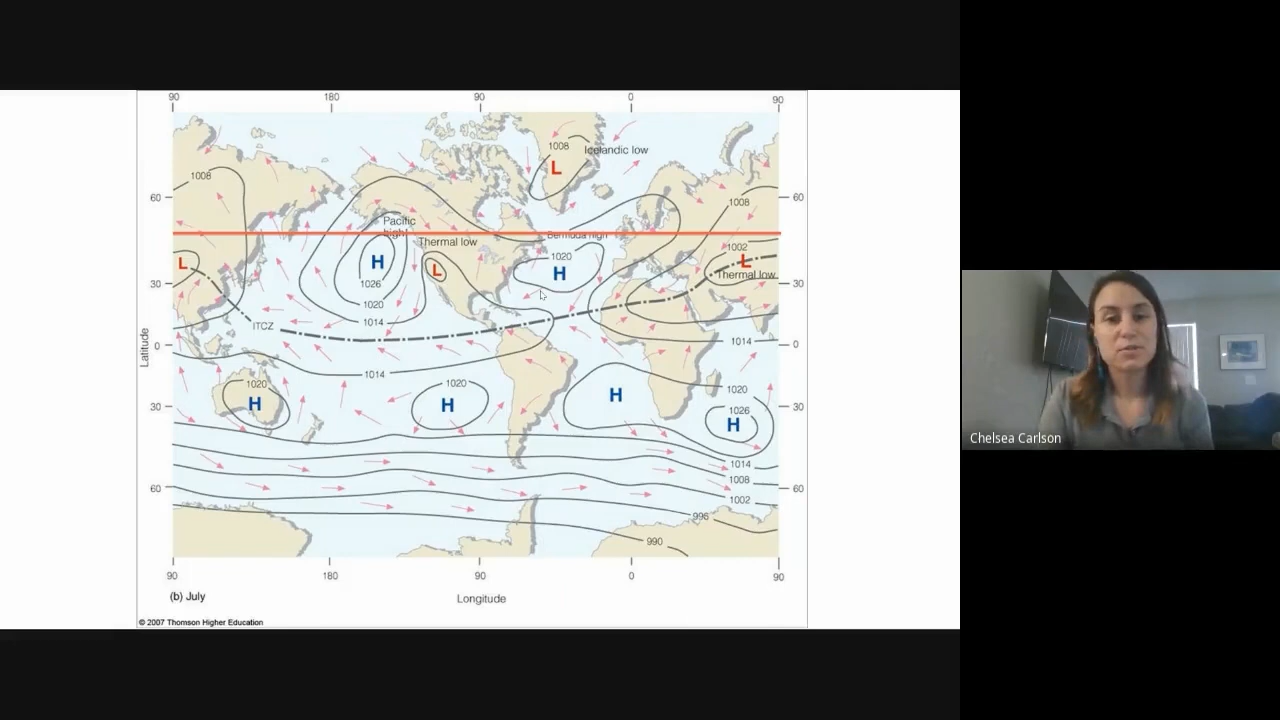 90 180 90 0 90
1008 Icelandic low
L
1008
60 60
1008
Pacific
high
Bermuda high
Thermal low
1002
1020
L H L H L
Thermal low
1026
30 30
1020
1014
ITCZ
Latitude
0 1014 0
1014
1020 1020 1020
H
H H
30 1026 30
H
1014
1008
60 60
1002
996
990
90 180 90 0 90
(b) July Longitude
© 2007 Thomson Higher Education
Chelsea Carlson